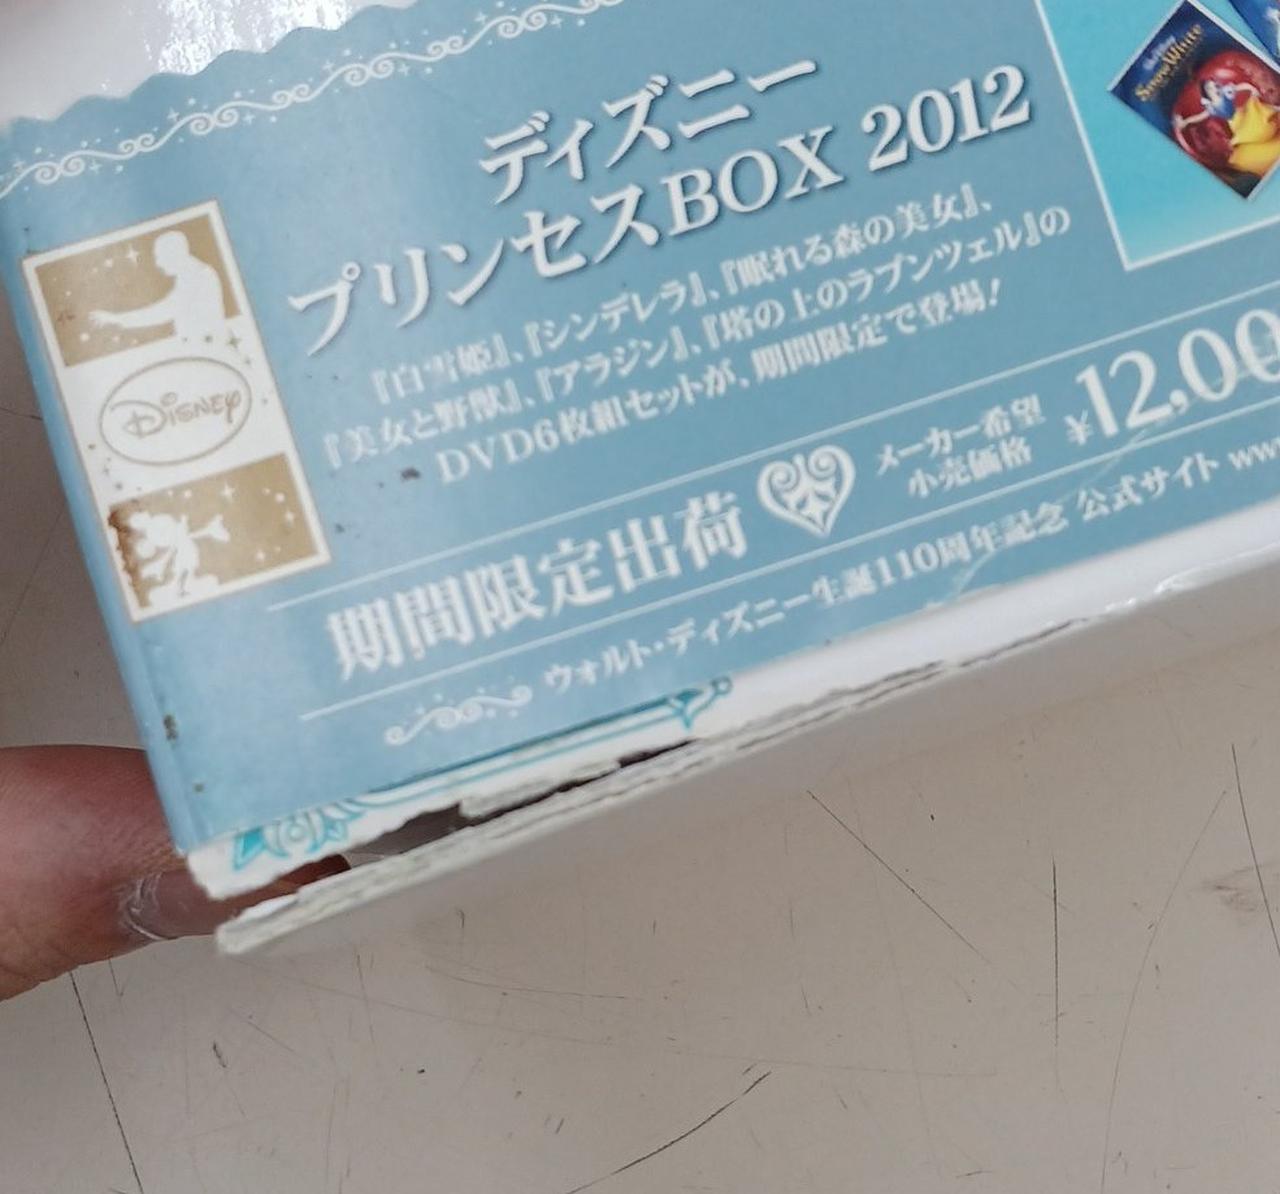 ディズニー
プリンセスBOX 2012
『白雪姫』、『シンデレラ』、『眠れる森の美女』、
『美女と野獣』、『アラジン』、『塔の上のラプンツェル』の
DVD6枚組セットが、期間限定で登場!
Disney
期間限定出荷
メーカー希望
小売価格
¥12,00
ウォルト・ディズニー生誕110周年記念 公式サイト www
Snow White